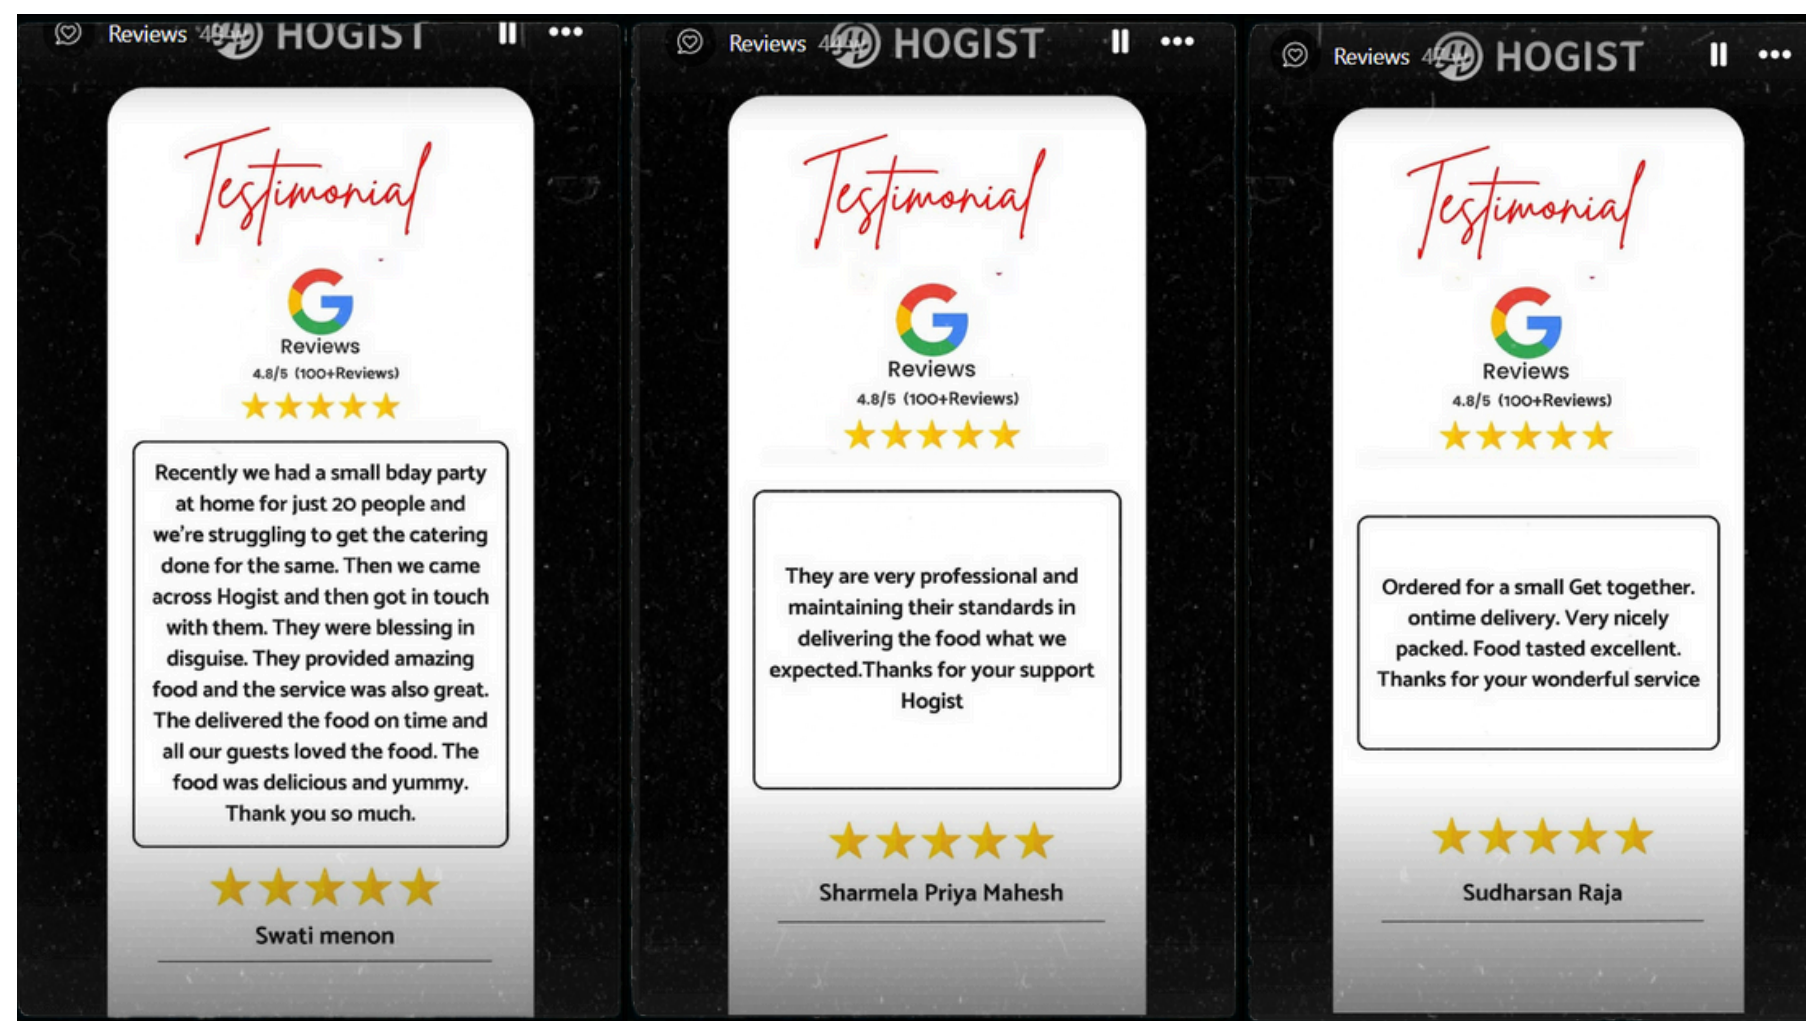 Reviews
HOGIST
Testimonial
Reviews
4.8/5 (100+Reviews)
Recently we had a small bday party
at home for just 20 people and
we're struggling to get the catering
done for the same. Then we came
across Hogist and then got in touch
with them. They were blessing in
disguise. They provided amazing
food and the service was also great.
The delivered the food on time and
all our guests loved the food. The
food was delicious and yummy.
Thank you so much.
Swati menon
Reviews
HOGIST
Testimonial
Reviews
4.8/5 (100+Reviews)
They are very professional and
maintaining their standards in
delivering the food what we
expected.Thanks for your support
Hogist
Sharmela Priya Mahesh
Reviews
HOGIST
Testimonial
Reviews
4.8/5 (100+Reviews)
Ordered for a small Get together.
ontime delivery. Very nicely
packed. Food tasted excellent.
Thanks for your wonderful service
Sudharsan Raja